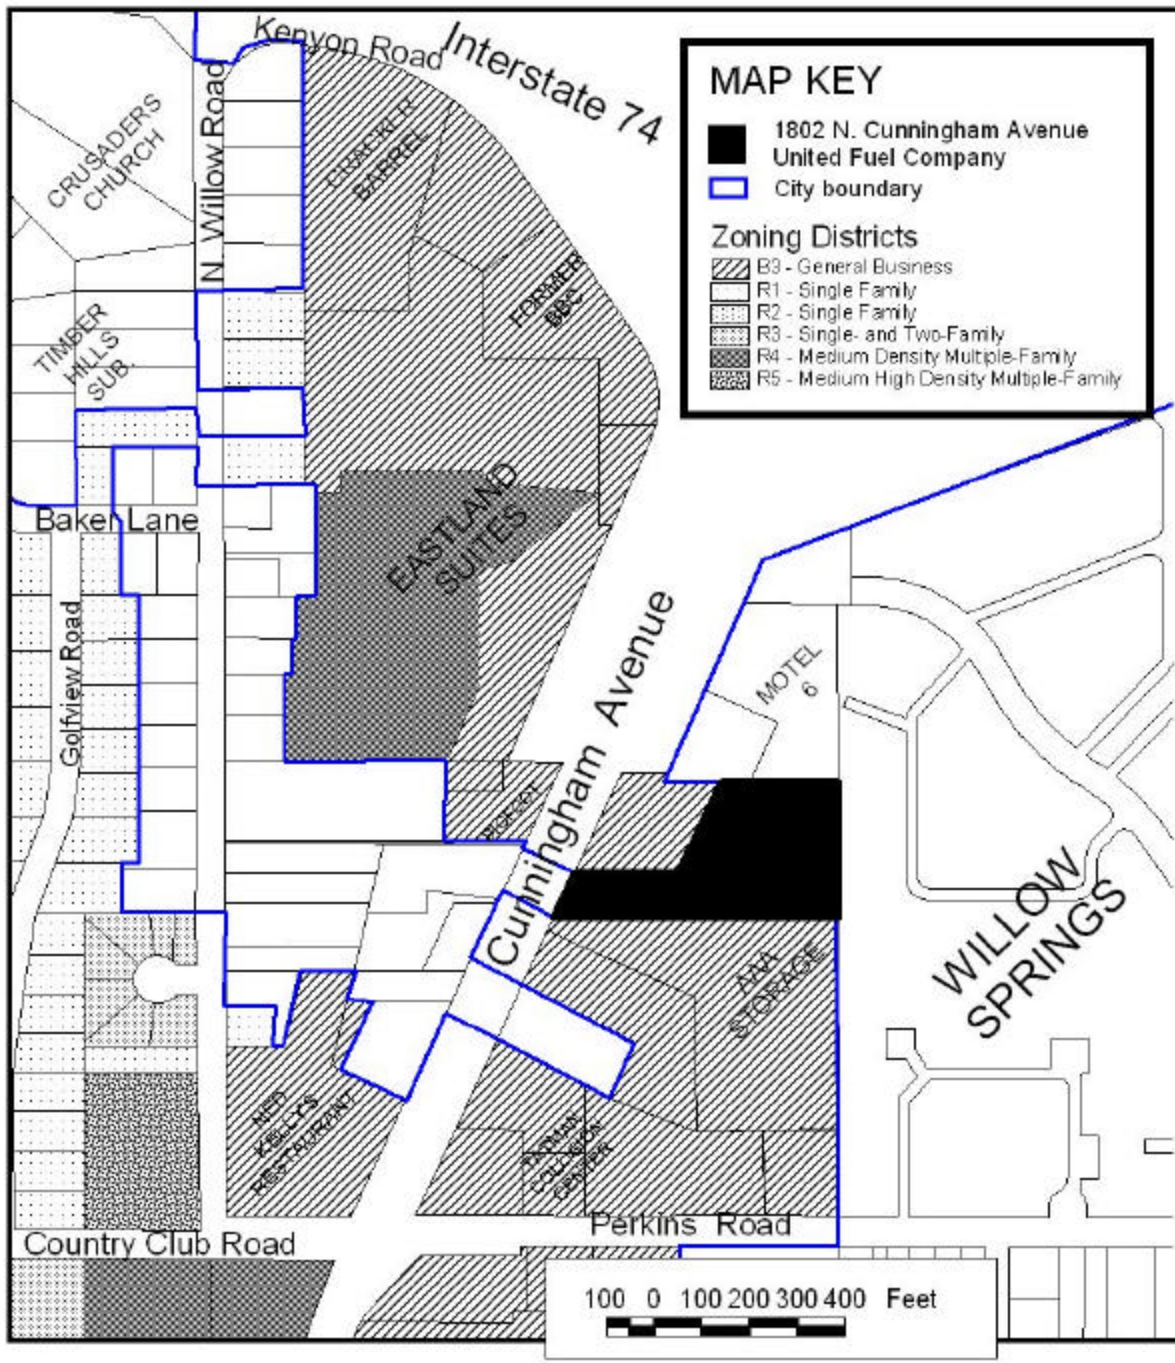 Kenyon Road
Interstate 74
MAP KEY
1802 N. Cunningham Avenue
United Fuel Company
City boundary
Zoning Districts
B3 - General Business
R1 - Single Family
R2 - Single Family
R3 - Single- and Two-Family
R4 - Medium Density Multiple-Family
R5 - Medium High Density Multiple-Family
CRUSADERS
CHURCH
N. Willow Road
CRACKER
BARREL
FORMER
BBC
TIMBER
HILLS
SUB.
EASTLAND
SUITES
Baker Lane
Golfview Road
Cunningham Avenue
MOTEL
6
WILLOW
SPRINGS
AAA
STORAGE
NED
KELLY'S
RESTAURANT
TATMAN
COLLISION
CENTER
Perkins Road
Country Club Road
100 0 100 200 300 400 Feet